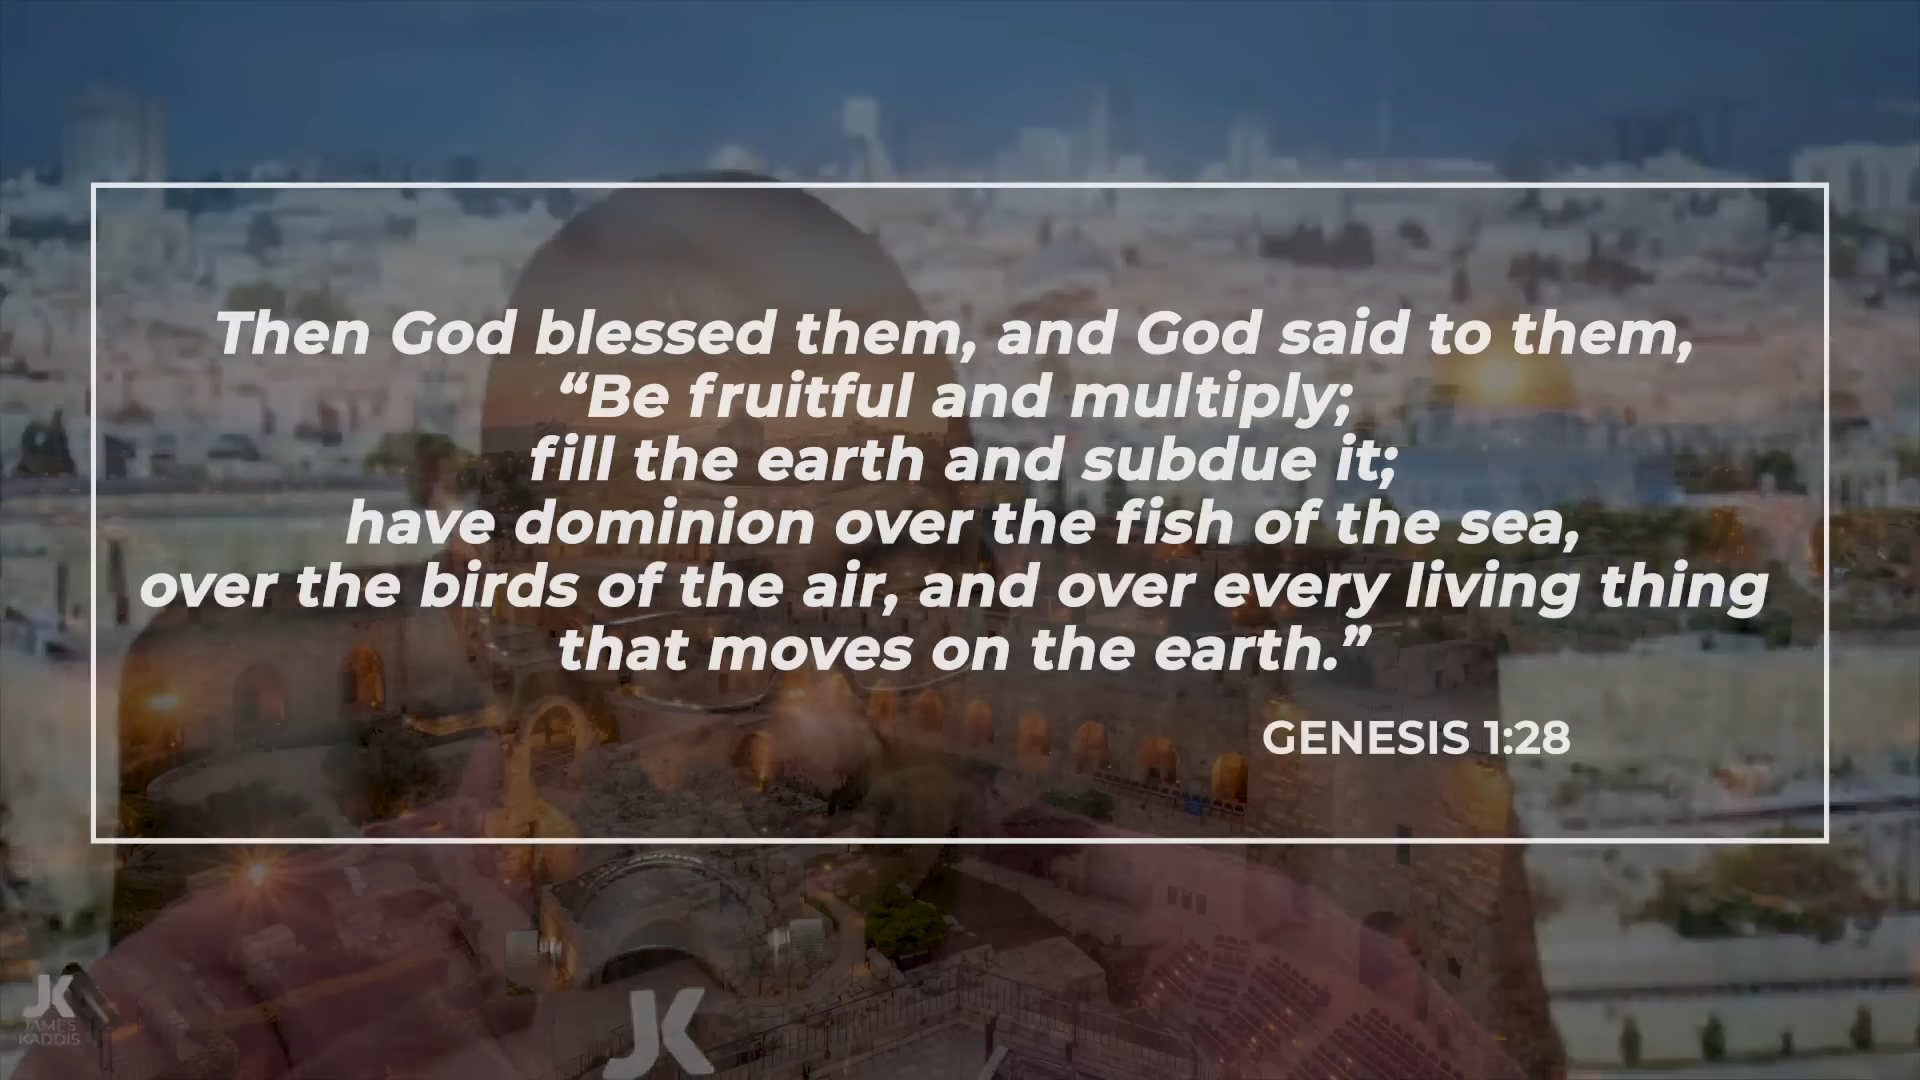 Then God blessed them, and God said to them,
“Be fruitful and multiply;
fill the earth and subdue it;
have dominion over the fish of the sea,
over the birds of the air, and over every living thing
that moves on the earth.”
GENESIS 1:28
JK
JAMES
KADDIS
JK